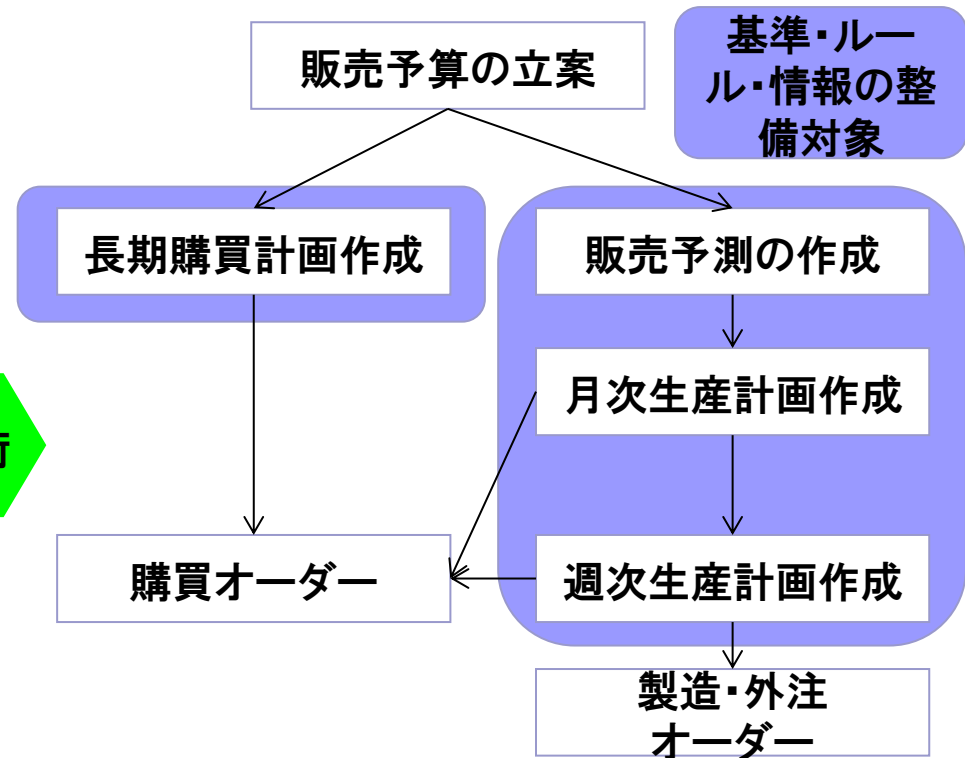 販売予算の立案
基準・ルー
ル・情報の整
備対象
長期購買計画作成
販売予測の作成
月次生産計画作成
購買オーダー
週次生産計画作成
製造・外注
オーダー